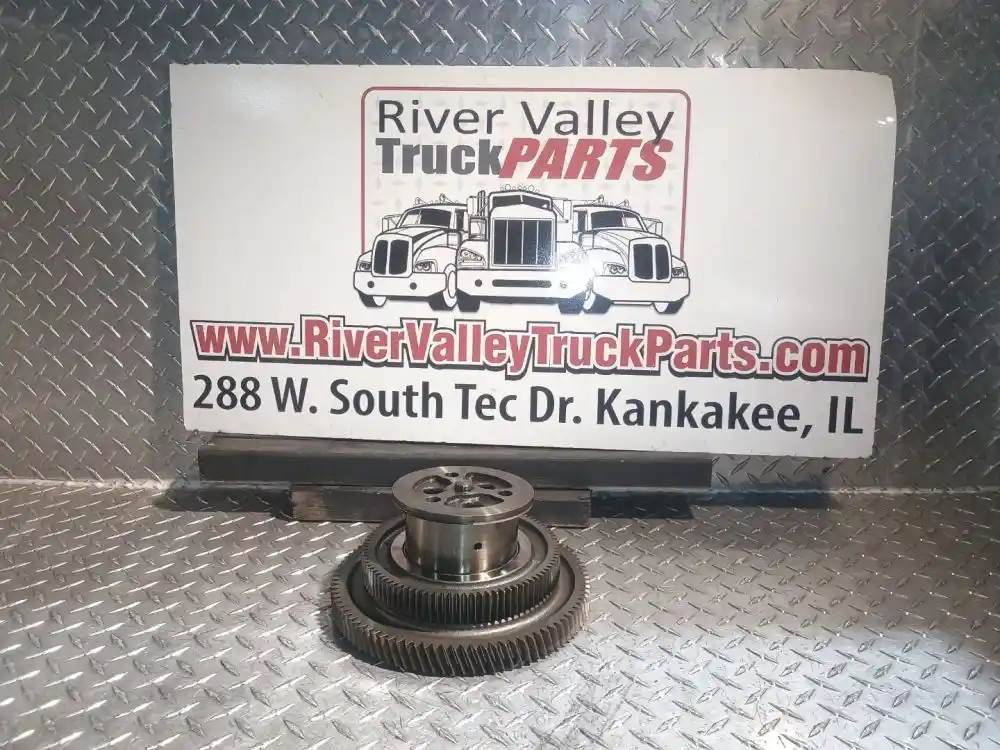 River Valley
TruckPARTS
www.RiverValleyTruckParts.com
288 W. South Tec Dr. Kankakee, IL